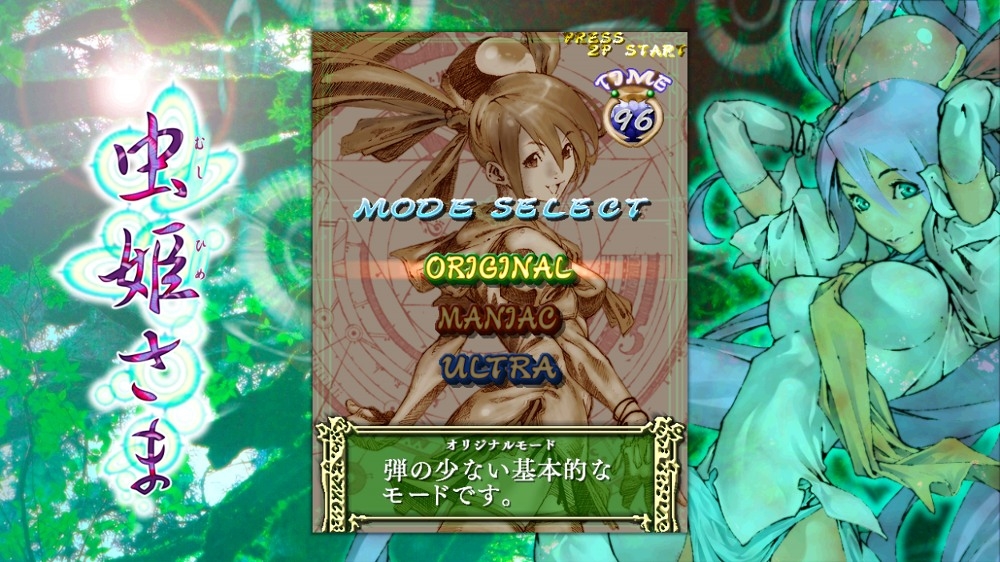 虫姫さま
むし
ひめ
PRESS
2P START
TIME
96
MODE SELECT
ORIGINAL
MANIAC
ULTRA
オリジナルモード
弾の少ない基本的な
モードです。